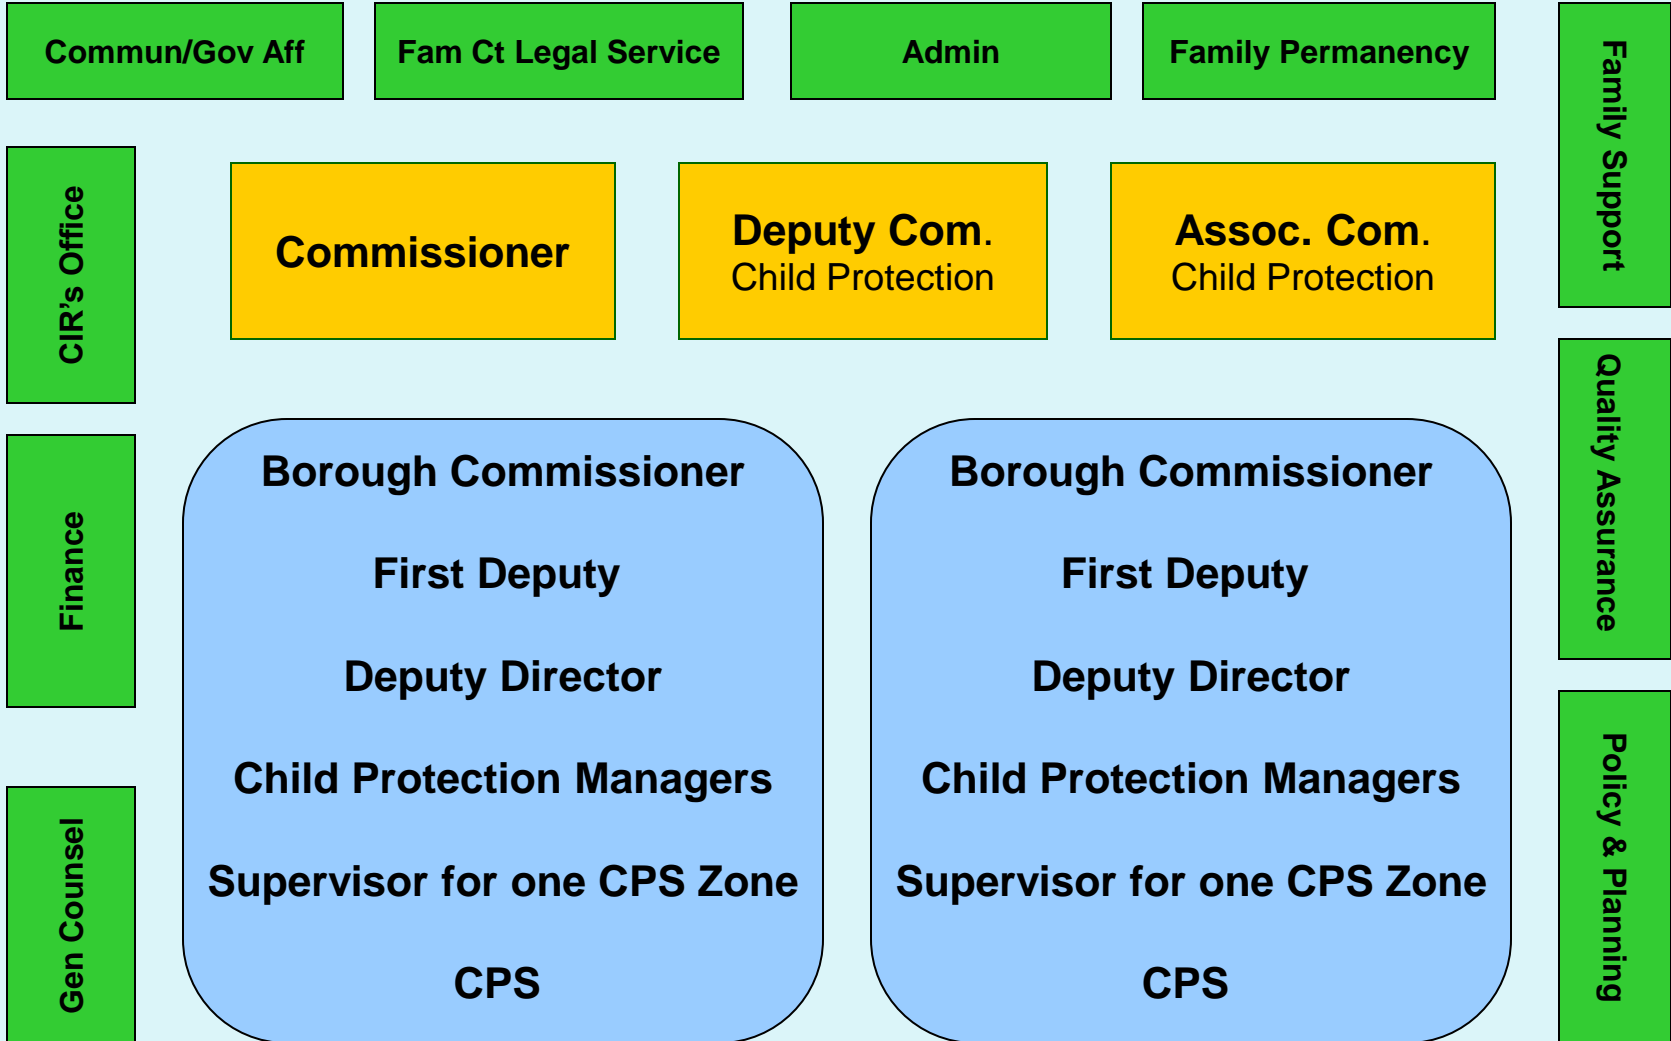 Commun/Gov Aff
Fam Ct Legal Service
Admin
Family Permanency
Family Support
CIR's Office
Commissioner
Deputy Com.
Child Protection
Assoc. Com.
Child Protection
Quality Assurance
Finance
Borough Commissioner
First Deputy
Deputy Director
Child Protection Managers
Supervisor for one CPS Zone
CPS
Borough Commissioner
First Deputy
Deputy Director
Child Protection Managers
Supervisor for one CPS Zone
CPS
Policy & Planning
Gen Counsel